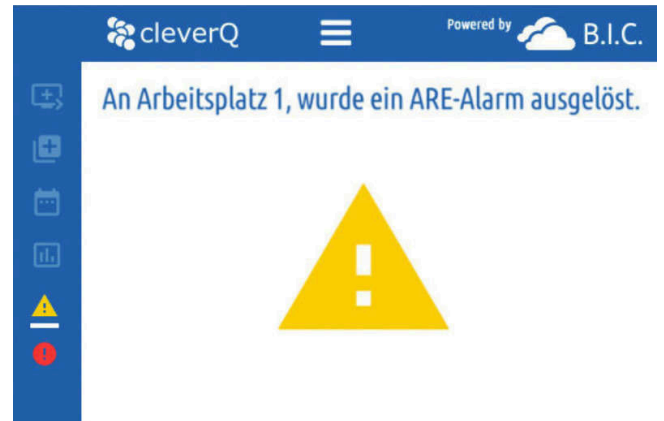 cleverQ
Powered by
B.I.C.
An Arbeitsplatz 1, wurde ein ARE-Alarm ausgelöst.